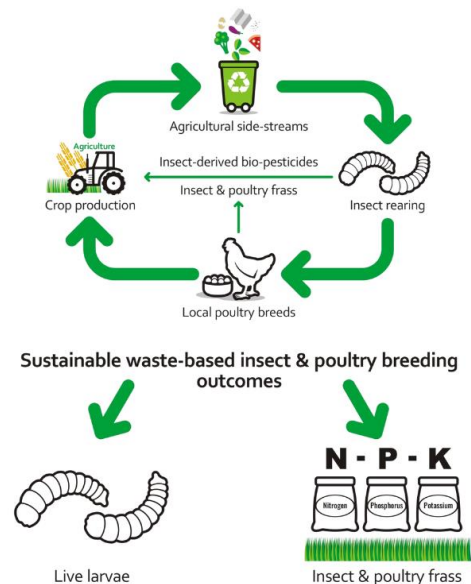 Agricultural side-streams
Agriculture
Insect-derived bio-pesticides
Insect & poultry frass
Crop production
Insect rearing
Local poultry breeds
Sustainable waste-based insect & poultry breeding
outcomes
N - P - K
Nitrogen
Phosphorus
Potassium
Live larvae
Insect & poultry frass